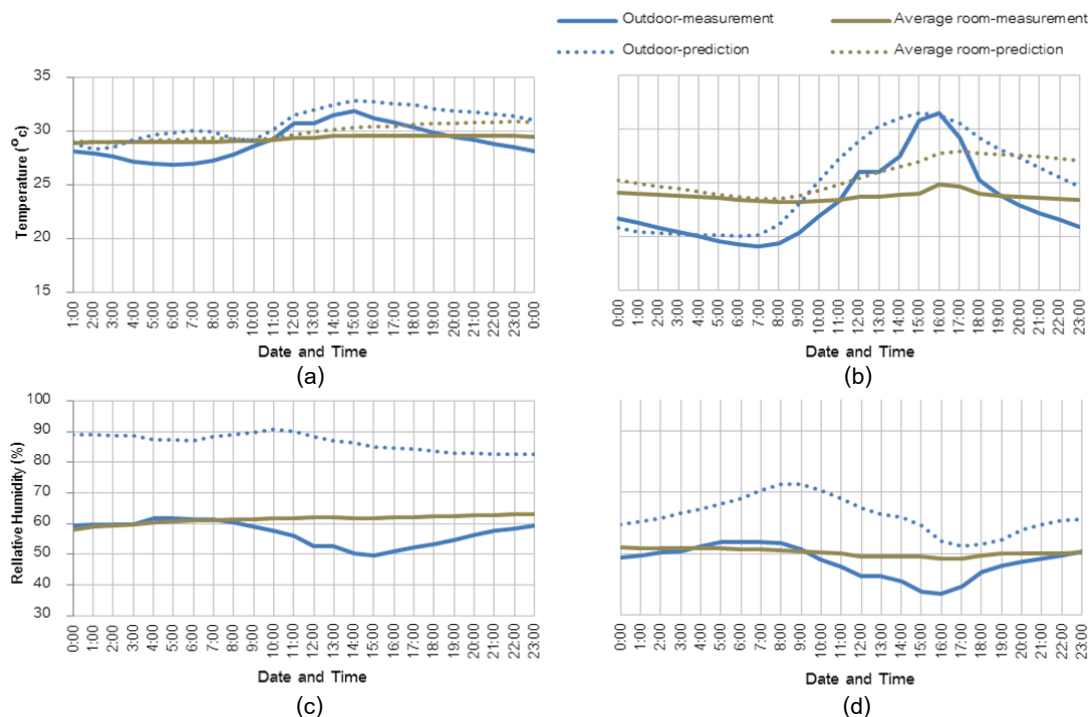 Outdoor-measurement
Average room-measurement
Outdoor-prediction
Average room-prediction
Temperature (°c)
35
30
25
20
15
1:00 2:00 3:00 4:00 5:00 6:00 7:00 8:00 9:00 10:00 11:00 12:00 13:00 14:00 15:00 16:00 17:00 18:00 19:00 20:00 21:00 22:00 23:00 0:00
Date and Time
(a)
0:00 1:00 2:00 3:00 4:00 5:00 6:00 7:00 8:00 9:00 10:00 11:00 12:00 13:00 14:00 15:00 16:00 17:00 18:00 19:00 20:00 21:00 22:00 23:00
Date and Time
(b)
Rellative Humidity (%)
100
90
80
70
60
50
40
30
0:00 1:00 2:00 3:00 4:00 5:00 6:00 7:00 8:00 9:00 10:00 11:00 12:00 13:00 14:00 15:00 16:00 17:00 18:00 19:00 20:00 21:00 22:00 23:00
Date and Time
(c)
0:00 1:00 2:00 3:00 4:00 5:00 6:00 7:00 8:00 9:00 10:00 11:00 12:00 13:00 14:00 15:00 16:00 17:00 18:00 19:00 20:00 21:00 22:00 23:00
Date and Time
(d)